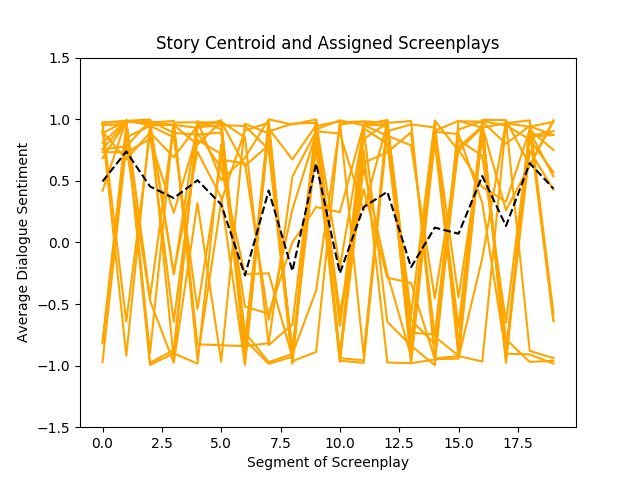 Story Centroid and Assigned Screenplays
1.5
1.0
0.5
0.0
−0.5
−1.0
−1.5
Average Dialogue Sentiment
0.0 2.5 5.0 7.5 10.0 12.5 15.0 17.5
Segment of Screenplay